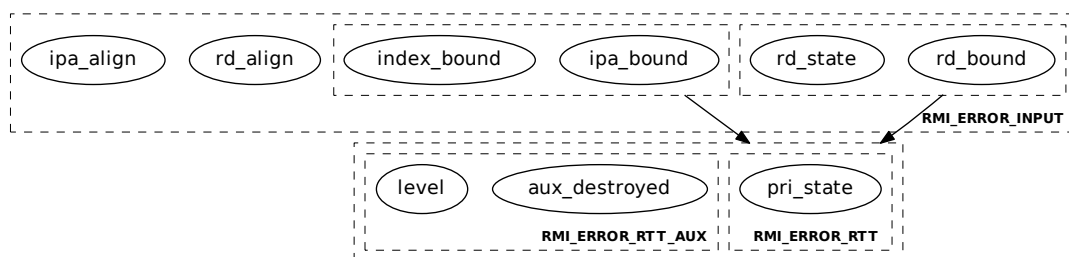 ipa_align rd_align index_bound ipa_bound rd_state rd_bound
RMI_ERROR_INPUT
level aux_destroyed pri_state
RMI_ERROR_RTT_AUX RMI_ERROR_RTT